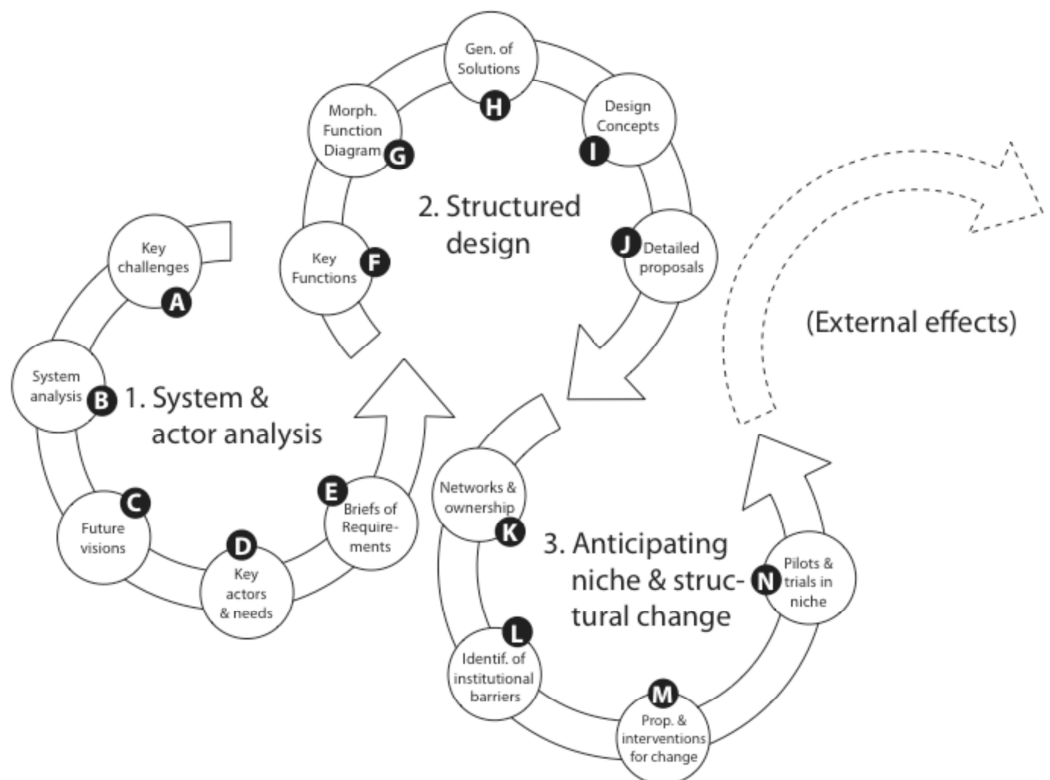 Key
challenges
A
System
analysis
B
1. System &
actor analysis
Future
visions
C
D
Key
actors
& needs
E
Briefs of
Require-
ments
Key
Functions
F
Morph.
Function
Diagram
G
Gen. of
Solutions
H
Design
Concepts
I
2. Structured
design
J
Detailed
proposals
Networks &
ownership
K
3. Anticipating
niche & struc-
tural change
L
Identif. of
institutional
barriers
M
Prop. &
interventions
for change
N
Pilots &
trials in
niche
(External effects)